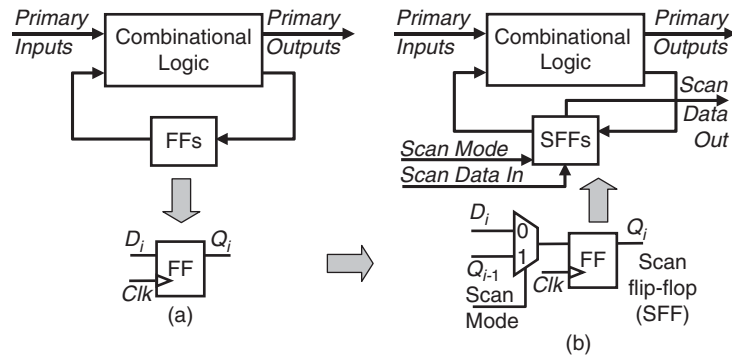 Primary
Inputs
Combinational
Logic
Primary
Outputs
FFs
D_i
Q_i
FF
Clk
(a)
Primary
Inputs
Combinational
Logic
Primary
Outputs
Scan
Data
Out
SFFs
Scan Mode
Scan Data In
D_i
0
Q_i-1
1
Scan
Mode
Q_i
FF
Clk
Scan
flip-flop
(SFF)
(b)